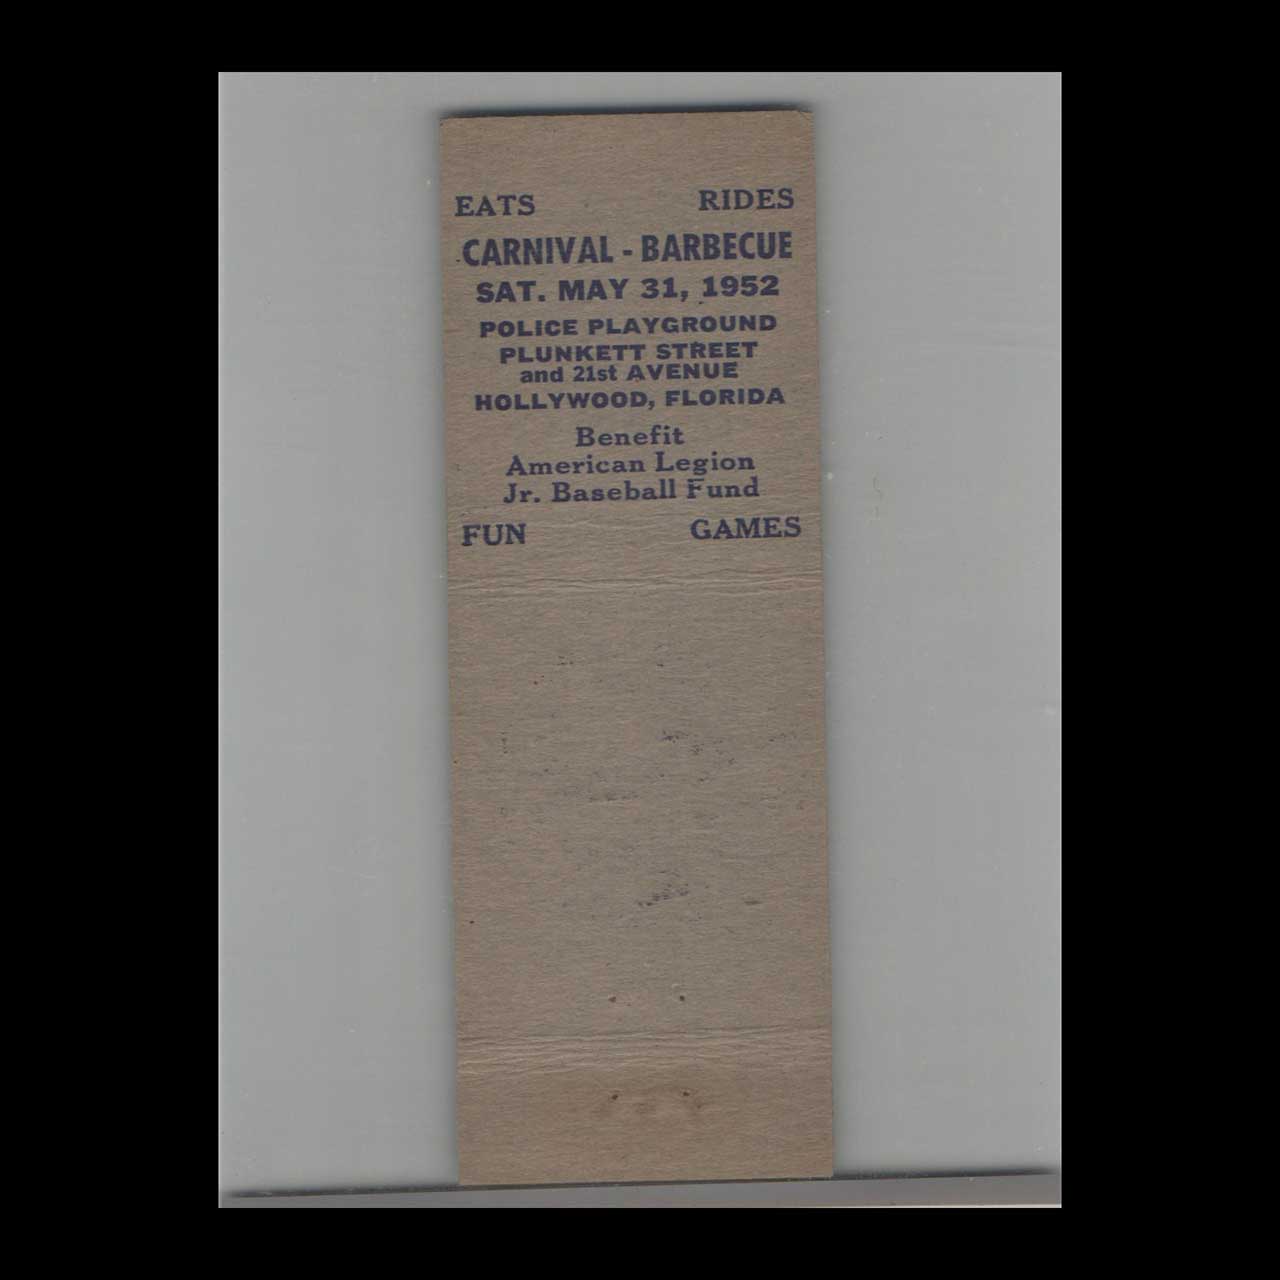 EATS RIDES
CARNIVAL - BARBECUE
SAT. MAY 31, 1952
POLICE PLAYGROUND
PLUNKETT STREET
and 21st AVENUE
HOLLYWOOD, FLORIDA
Benefit
American Legion
Jr. Baseball Fund
FUN GAMES